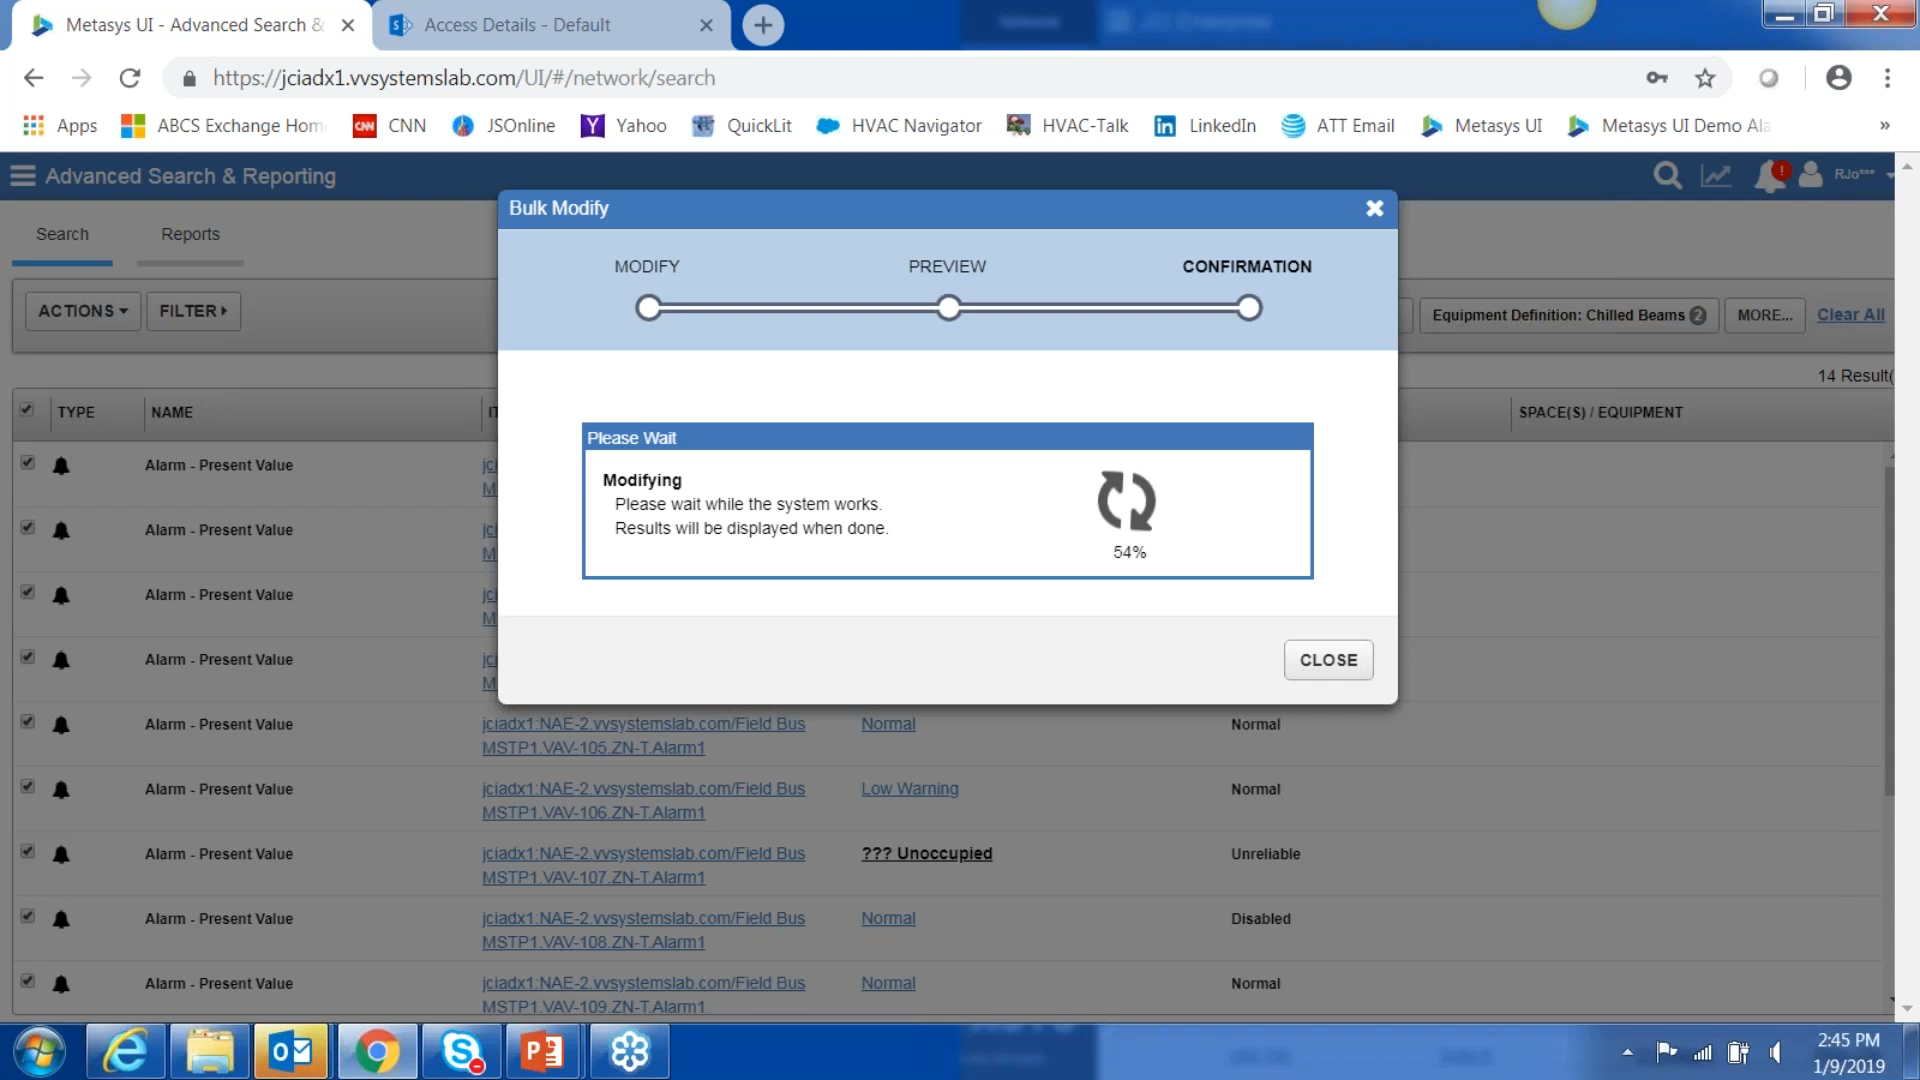 Metasys UI - Advanced Search &
Access Details - Default
https://jciadx1.vvsystemslab.com/UI/#/network/search
Apps
ABCS Exchange Hom
CNN
JSOnline
Yahoo
QuickLit
HVAC Navigator
HVAC-Talk
LinkedIn
ATT Email
Metasys UI
Metasys UI Demo Ala
»
Advanced Search & Reporting
RJo***
Search
Reports
ACTIONS
FILTER
Equipment Definition: Chilled Beams 2
MORE...
Clear All
14 Result(
Bulk Modify
MODIFY
PREVIEW
CONFIRMATION
Please Wait
Modifying
Please wait while the system works.
Results will be displayed when done.
54%
CLOSE
TYPE
NAME
SPACE(S) / EQUIPMENT
Alarm - Present Value
Alarm - Present Value
Alarm - Present Value
Alarm - Present Value
Alarm - Present Value
jciadx1:NAE-2.vvsystemslab.com/Field Bus
MSTP1.VAV-105.ZN-T.Alarm1
Normal
Normal
Alarm - Present Value
jciadx1:NAE-2.vvsystemslab.com/Field Bus
MSTP1.VAV-106.ZN-T.Alarm1
Low Warning
Normal
Alarm - Present Value
jciadx1:NAE-2.vvsystemslab.com/Field Bus
MSTP1.VAV-107.ZN-T.Alarm1
??? Unoccupied
Unreliable
Alarm - Present Value
jciadx1:NAE-2.vvsystemslab.com/Field Bus
MSTP1.VAV-108.ZN-T.Alarm1
Normal
Disabled
Alarm - Present Value
jciadx1:NAE-2.vvsystemslab.com/Field Bus
MSTP1.VAV-109.ZN-T.Alarm1
Normal
Normal
2:45 PM
1/9/2019